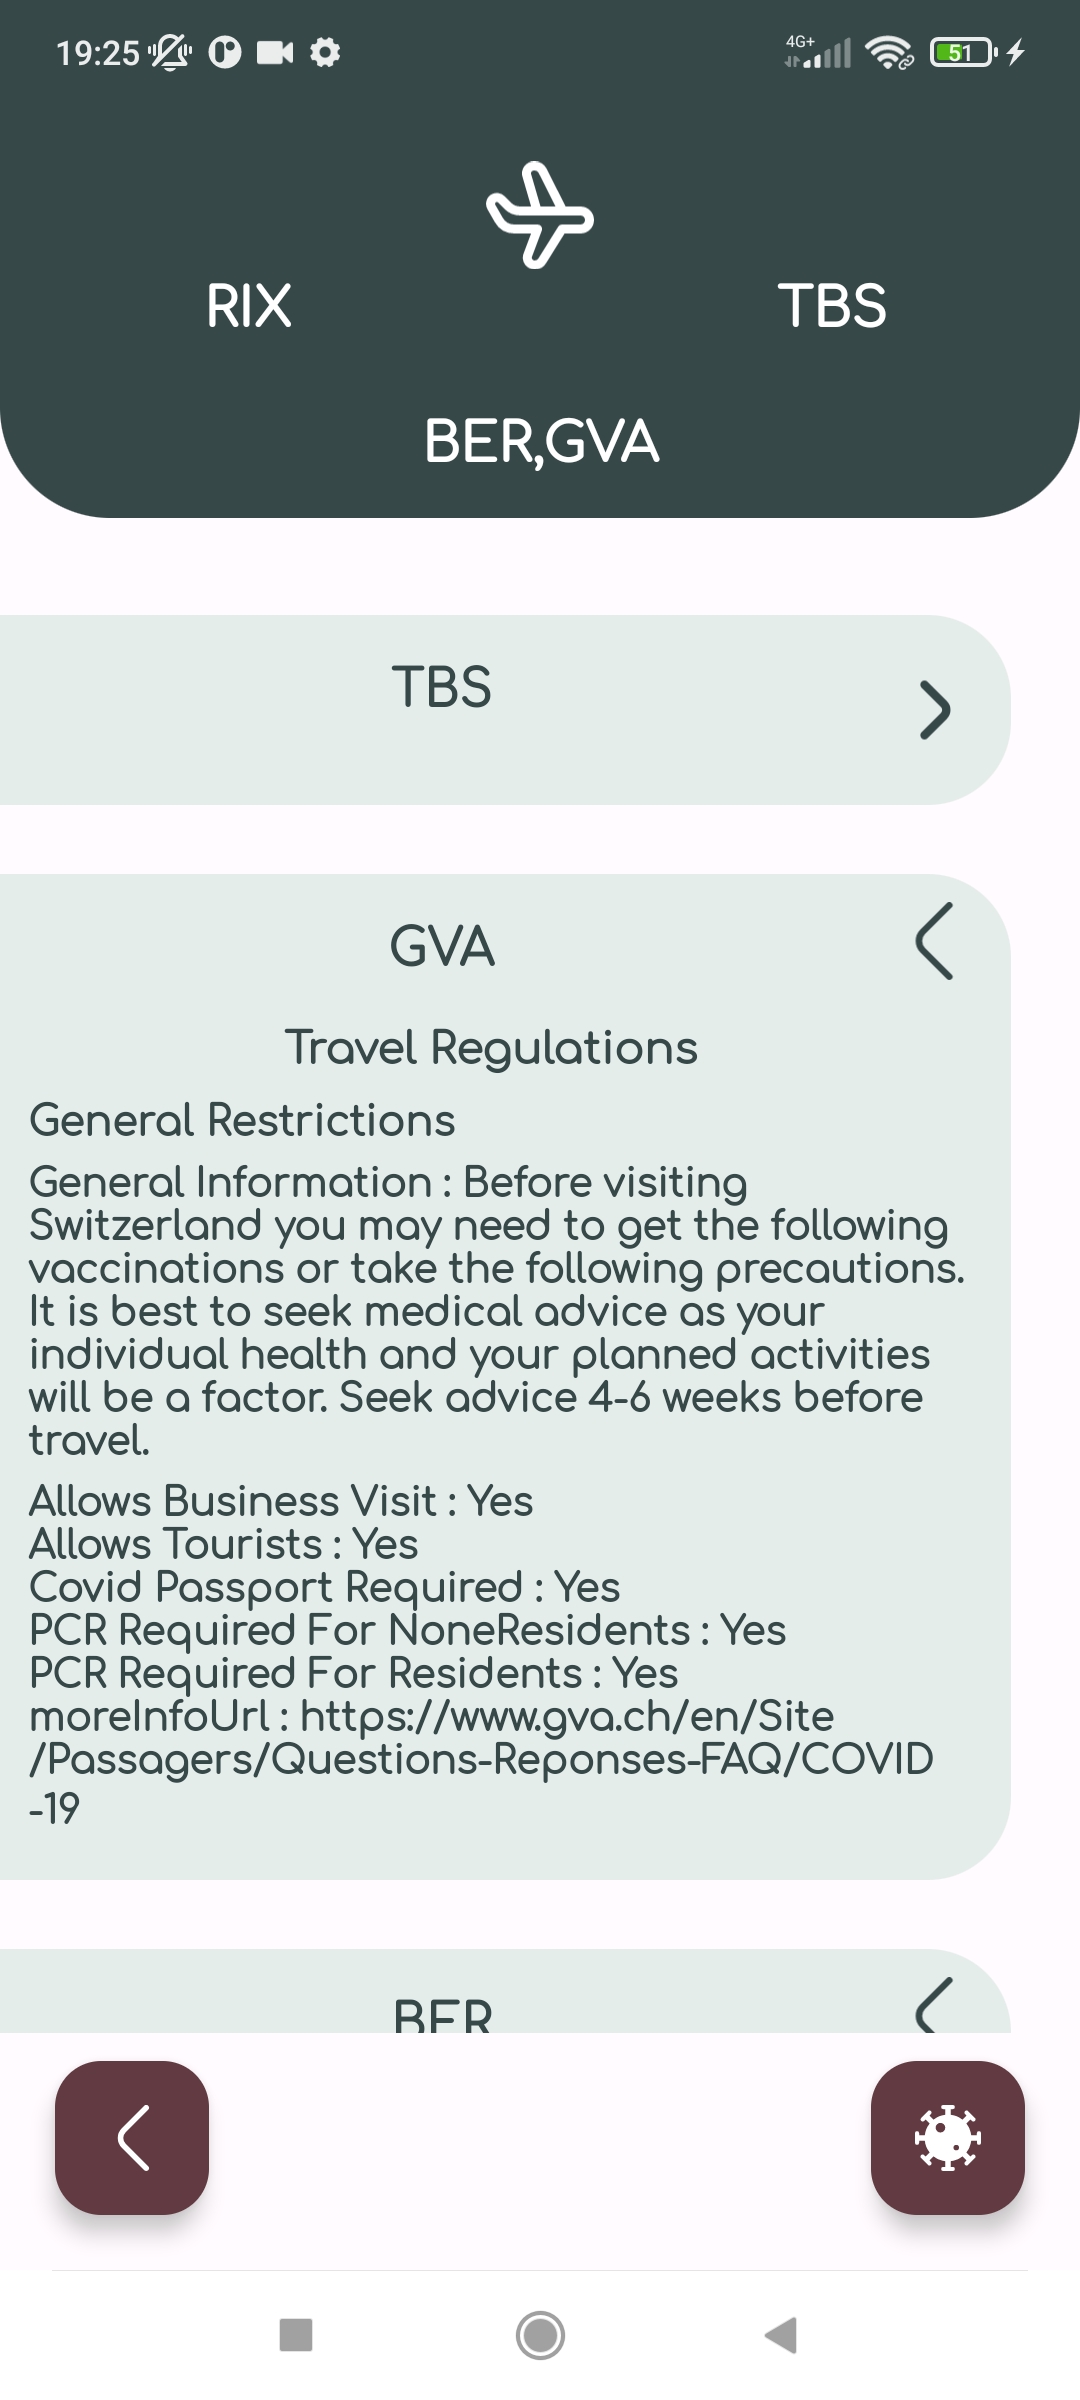 19:25
4G+
51
RIX
TBS
BER,GVA
TBS
GVA
Travel Regulations
General Restrictions
General Information : Before visiting
Switzerland you may need to get the following
vaccinations or take the following precautions.
It is best to seek medical advice as your
individual health and your planned activities
will be a factor. Seek advice 4-6 weeks before
travel.
Allows Business Visit : Yes
Allows Tourists : Yes
Covid Passport Required : Yes
PCR Required For NoneResidents : Yes
PCR Required For Residents : Yes
moreInfoUrl : https://www.gva.ch/en/Site
/Passagers/Questions-Reponses-FAQ/COVID
-19
BER